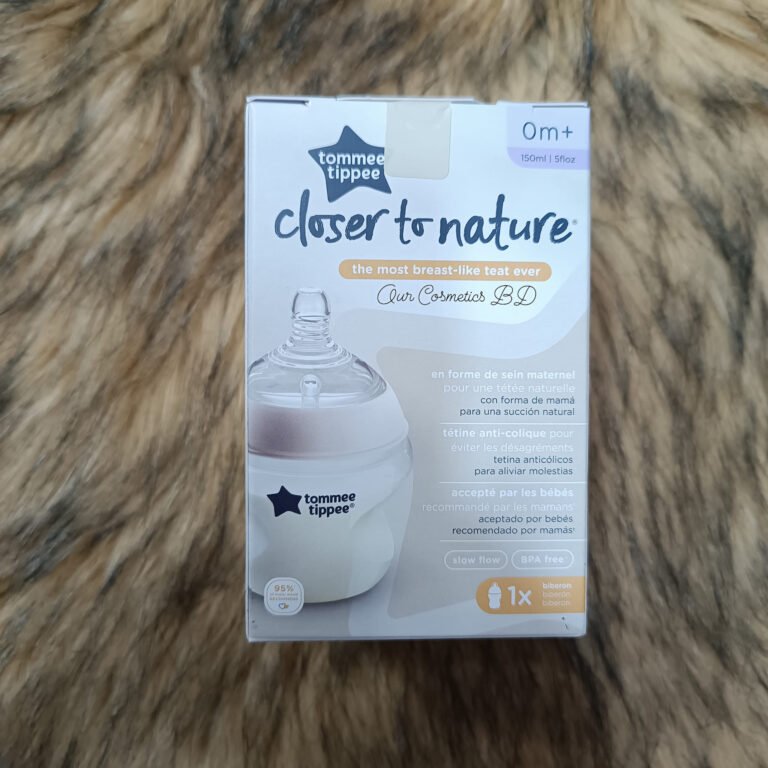 tommee
tippee
0m+
150ml | 5floz
closer to nature®
the most breast-like teat ever
Our Cosmetics BD
en forme de sein maternel
pour une tétée naturelle
con forma de mamá
para una succión natural
tétine anti-colique pour
éviter les désagréments
tetina anticólicos
para aliviar molestias
accepté par les bébés
recommandé par les mamans
aceptado por bebés
recomendado por mamás
tommee
tippee®
slow flow
BPA free
95%
1x
biberon.
biberón.
biberón.